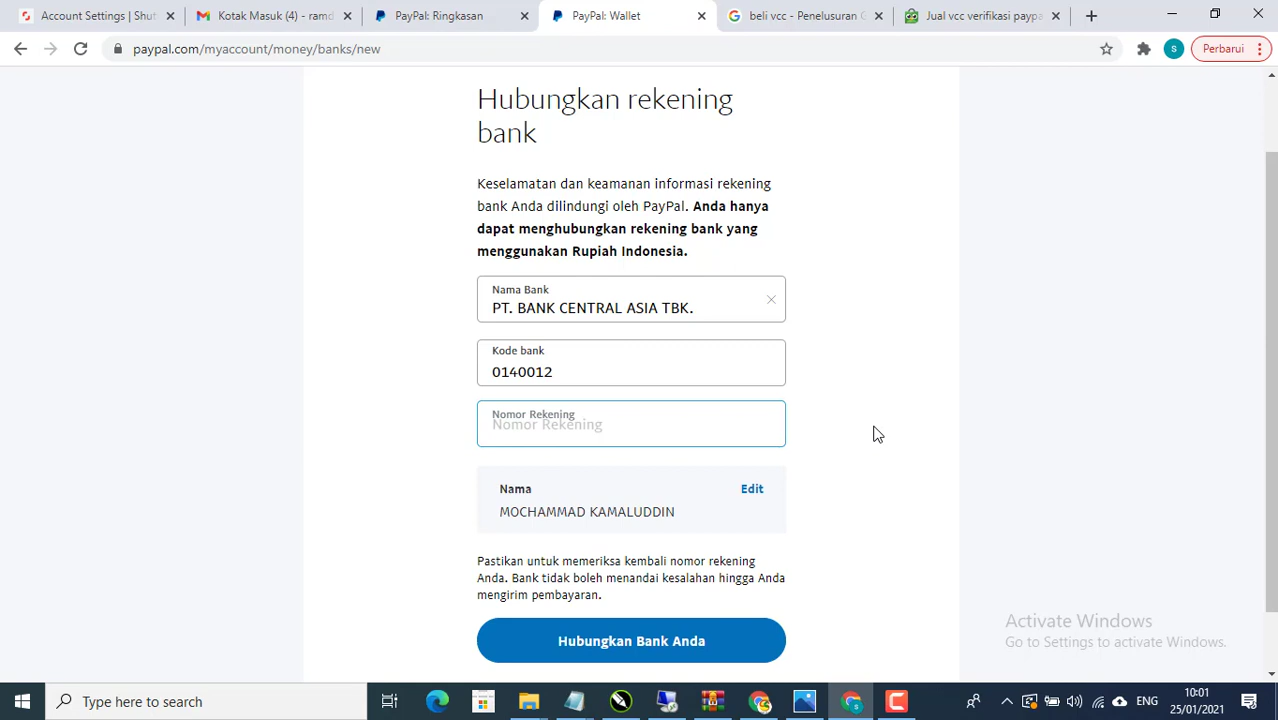 Account Settings | Shut
Kotak Masuk (4) - ramd
PayPal: Ringkasan
PayPal: Wallet
beli vcc - Penelusuran G
Jual vcc verifikasi paypa
paypal.com/myaccount/money/banks/new
S
Perbarui
Hubungkan rekening
bank
Keselamatan dan keamanan informasi rekening
bank Anda dilindungi oleh PayPal. Anda hanya
dapat menghubungkan rekening bank yang
menggunakan Rupiah Indonesia.
Nama Bank
PT. BANK CENTRAL ASIA TBK.
Kode bank
0140012
Nomor Rekening
Nomor Rekening
Nama
Edit
MOCHAMMAD KAMALUDDIN
Pastikan untuk memeriksa kembali nomor rekening
Anda. Bank tidak boleh menandai kesalahan hingga Anda
mengirim pembayaran.
Hubungkan Bank Anda
Activate Windows
Go to Settings to activate Windows.
Type here to search
ENG
10:01
25/01/2021